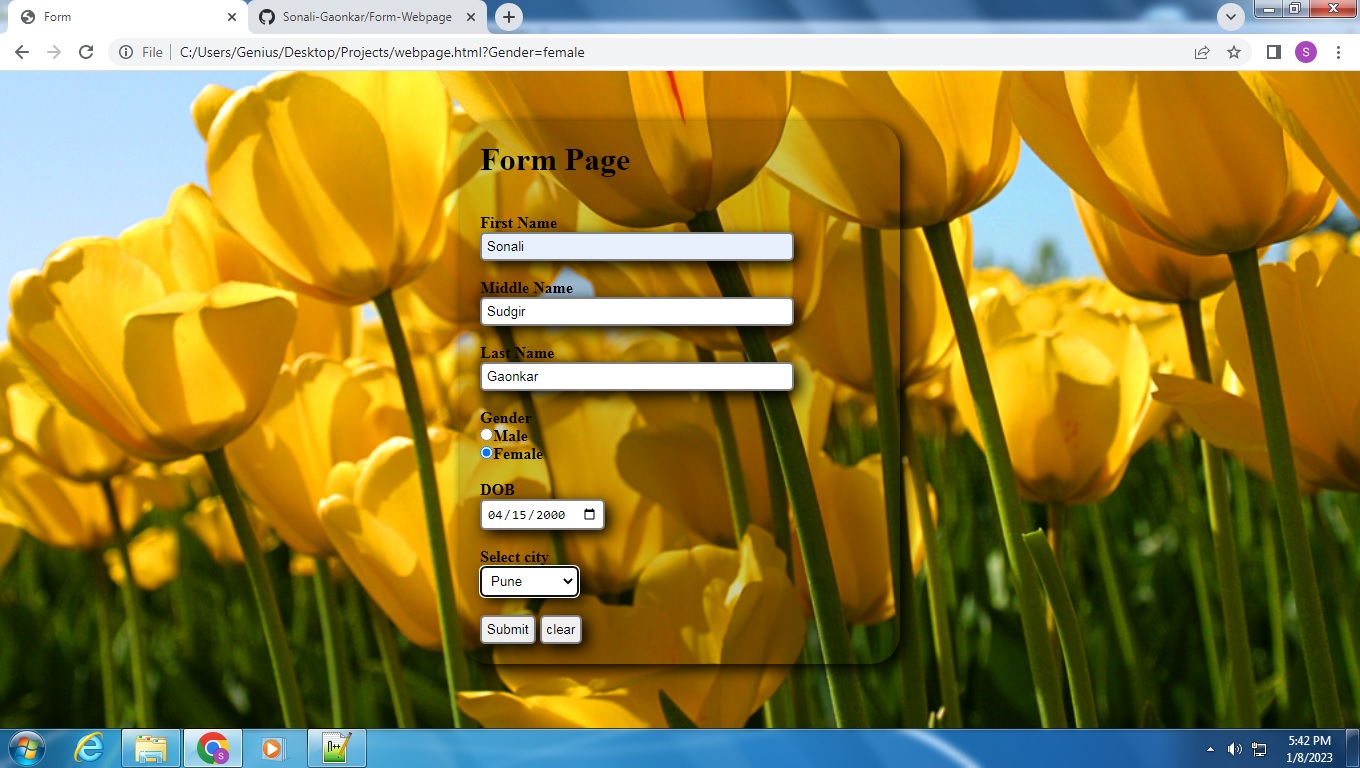 Form
Sonali-Gaonkar/Form-Webpage
File
C:/Users/Genius/Desktop/Projects/webpage.html?Gender=female
S
Form Page
First Name
Sonali
Middle Name
Sudgir
Last Name
Gaonkar
Gender
Male
Female
DOB
04/15/2000
Select city
Pune
Submit clear
S
5:42 PM
1/8/2023